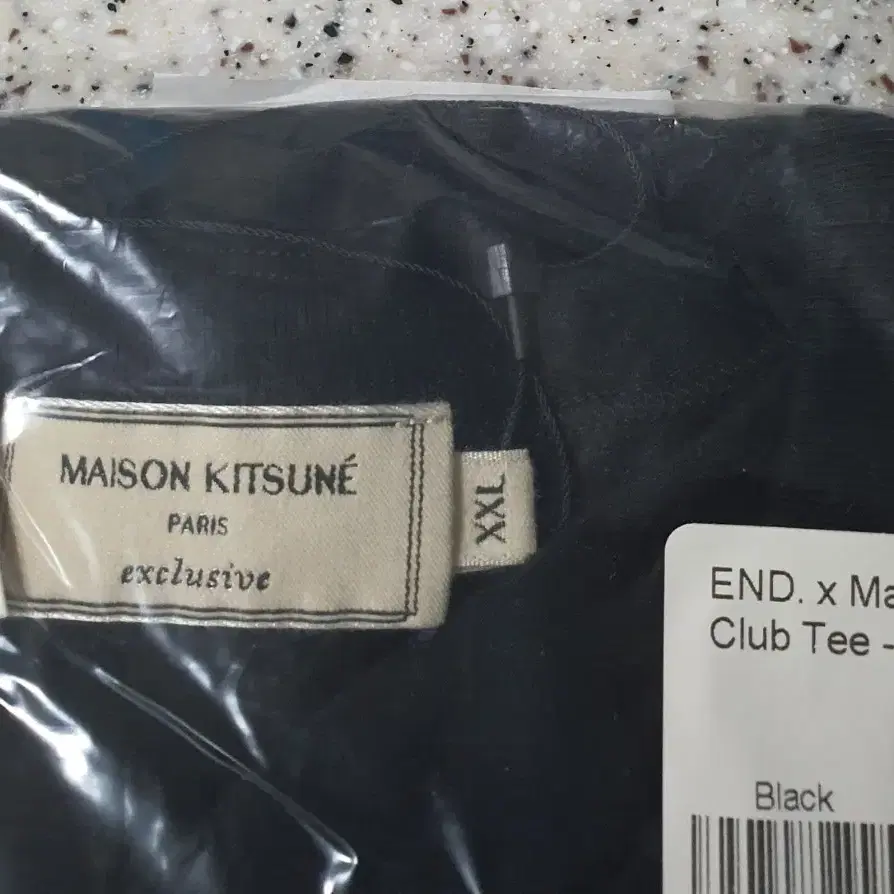 MAISON KITSUNÉ
PARIS
exclusive
XXL
END. x Ma
Club Tee -
Black